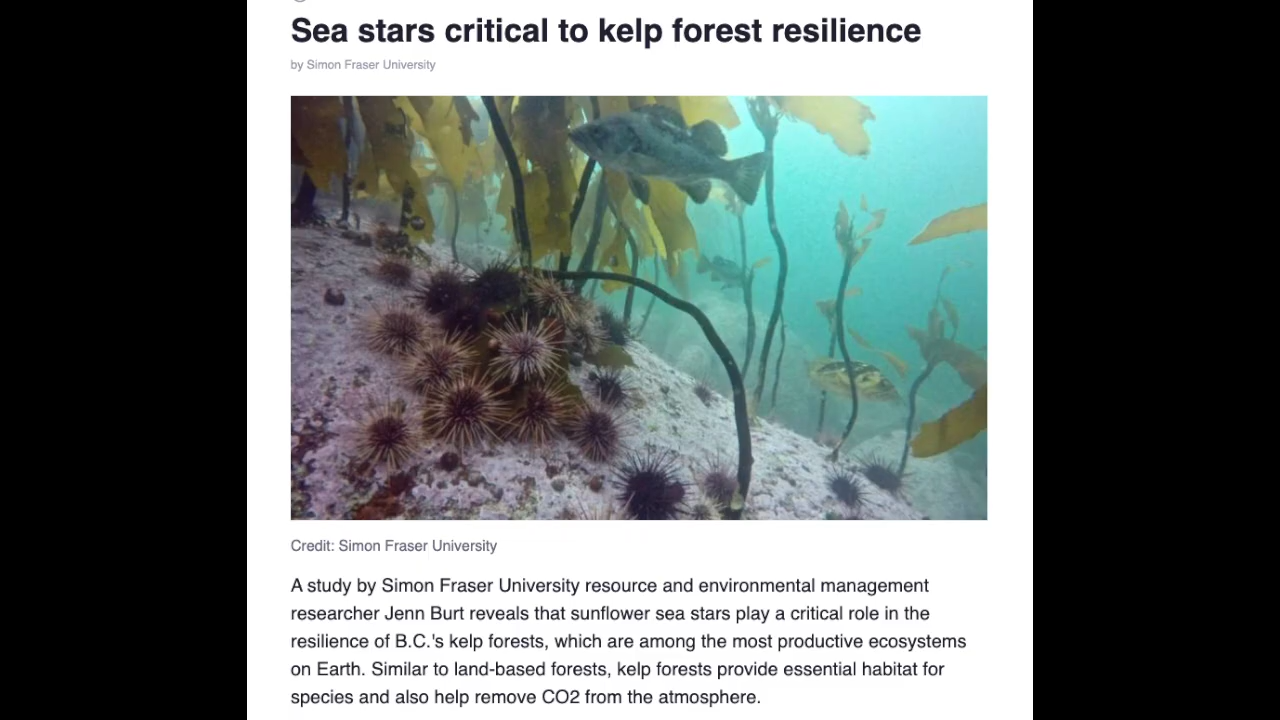 Sea stars critical to kelp forest resilience
by Simon Fraser University
Credit: Simon Fraser University
A study by Simon Fraser University resource and environmental management
researcher Jenn Burt reveals that sunflower sea stars play a critical role in the
resilience of B.C.'s kelp forests, which are among the most productive ecosystems
on Earth. Similar to land-based forests, kelp forests provide essential habitat for
species and also help remove CO2 from the atmosphere.